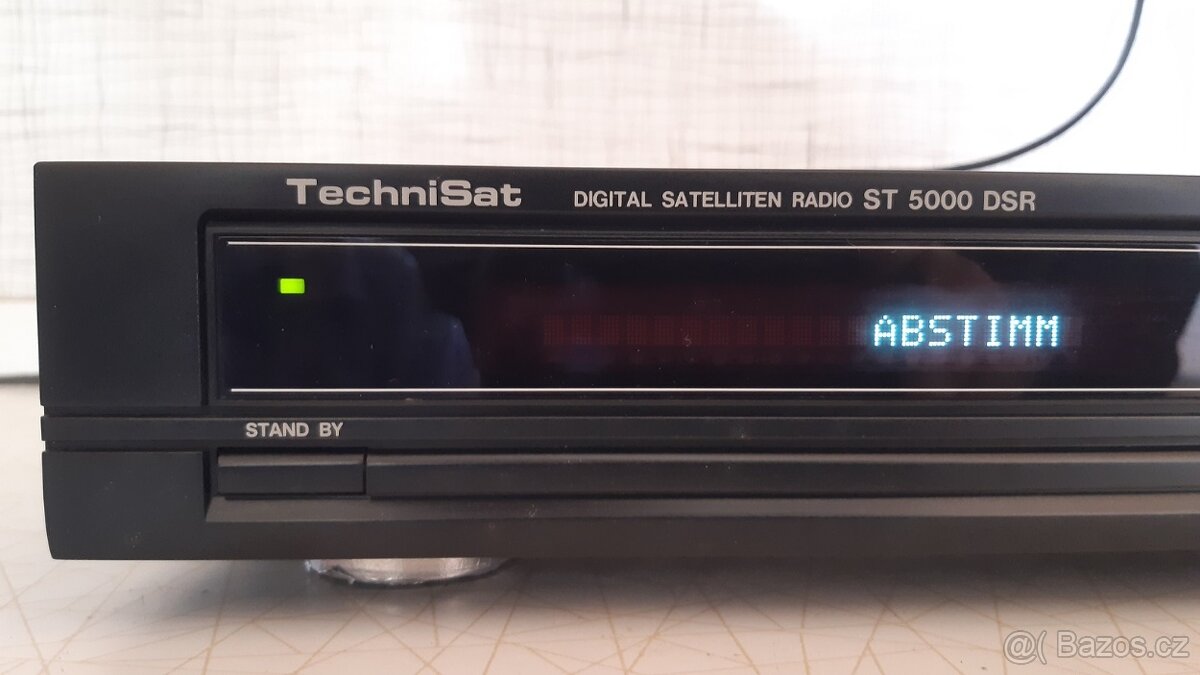 TechniSat DIGITAL SATELLITEN RADIO ST 5000 DSR
ABSTIMM
STAND BY
@( Bazos.cz